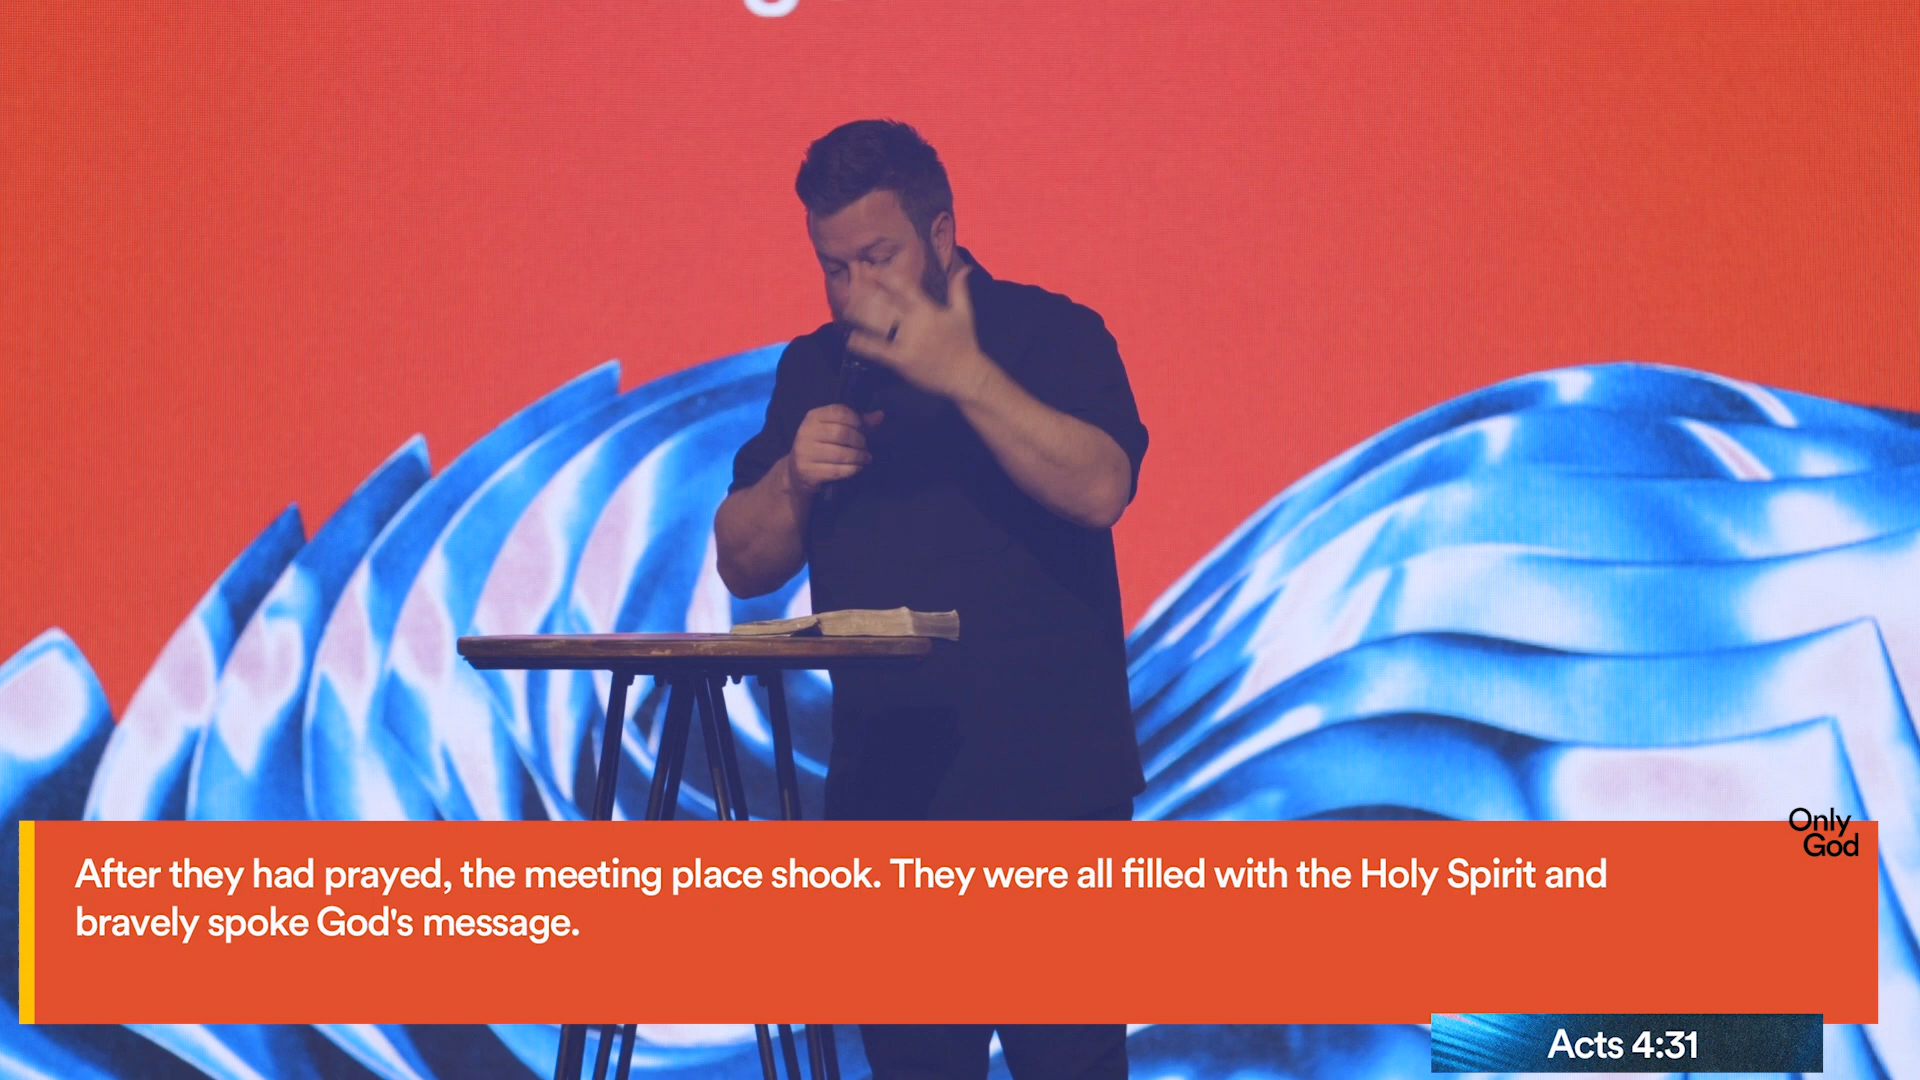 Only
God
After they had prayed, the meeting place shook. They were all filled with the Holy Spirit and
bravely spoke God's message.
Acts 4:31